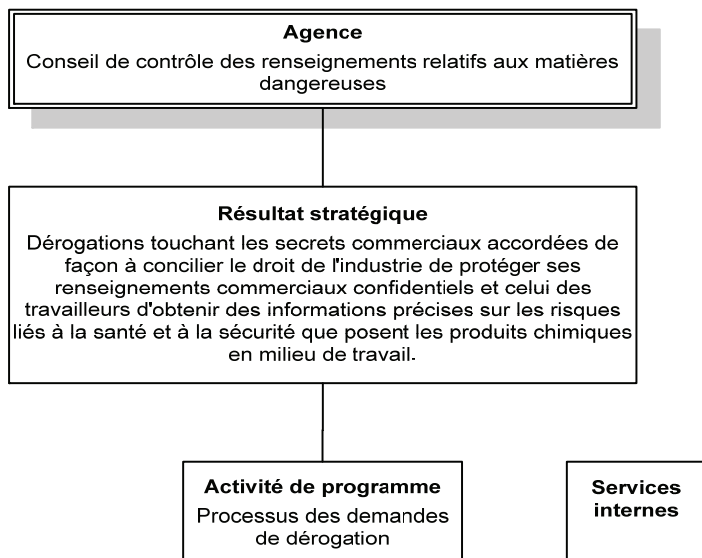 Agence
Conseil de contrôle des renseignements relatifs aux matières
dangereuses
Résultat stratégique
Dérogations touchant les secrets commerciaux accordées de
façon à concilier le droit de l'industrie de protéger ses
renseignements commerciaux confidentiels et celui des
travailleurs d'obtenir des informations précises sur les risques
liés à la santé et à la sécurité que posent les produits chimiques
en milieu de travail.
Activité de programme
Processus des demandes
de dérogation
Services
internes